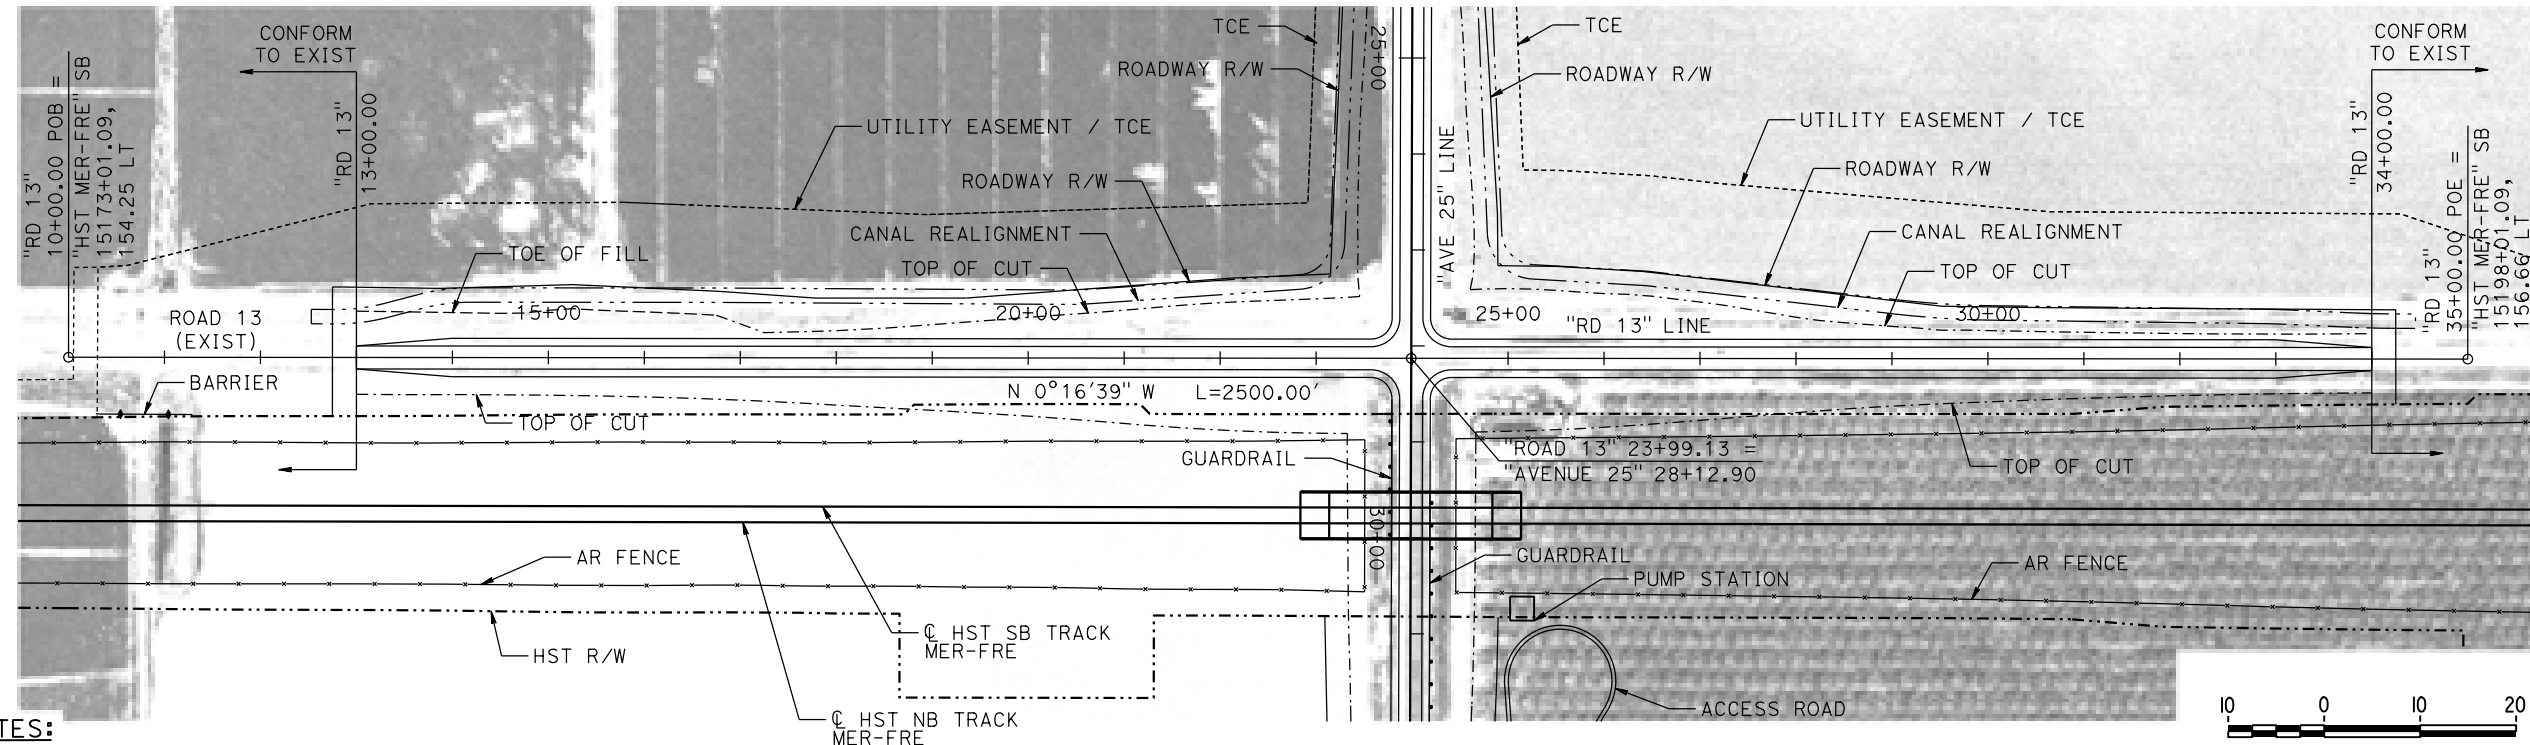 CONFORM
TO EXIST
"RD 13"
10+00.00 POB =
"HST MER-FRE" SB
15173+01.09,
154.25 LT
"RD 13"
13+00.00
TCE
ROADWAY R/W
UTILITY EASEMENT / TCE
ROADWAY R/W
CANAL REALIGNMENT
TOP OF CUT
TOE OF FILL
25+00
TCE
ROADWAY R/W
"AVE 25" LINE
UTILITY EASEMENT / TCE
ROADWAY R/W
CANAL REALIGNMENT
TOP OF CUT
CONFORM
TO EXIST
"RD 13"
34+00.00
"RD 13"
35+00.00 POE =
"HST MER-FRE" SB
15198+01.09,
156.66 LT
ROAD 13
(EXIST)
15+00
20+00
25+00
"RD 13" LINE
30+00
BARRIER
N 0°16'39" W L=2500.00'
TOP OF CUT
GUARDRAIL
"ROAD 13" 23+99.13 =
"AVENUE 25" 28+12.90
TOP OF CUT
30+00
AR FENCE
GUARDRAIL
PUMP STATION
AR FENCE
HST R/W
℄ HST SB TRACK
MER-FRE
℄ HST NB TRACK
MER-FRE
ACCESS ROAD
TES:
10 0 10 20